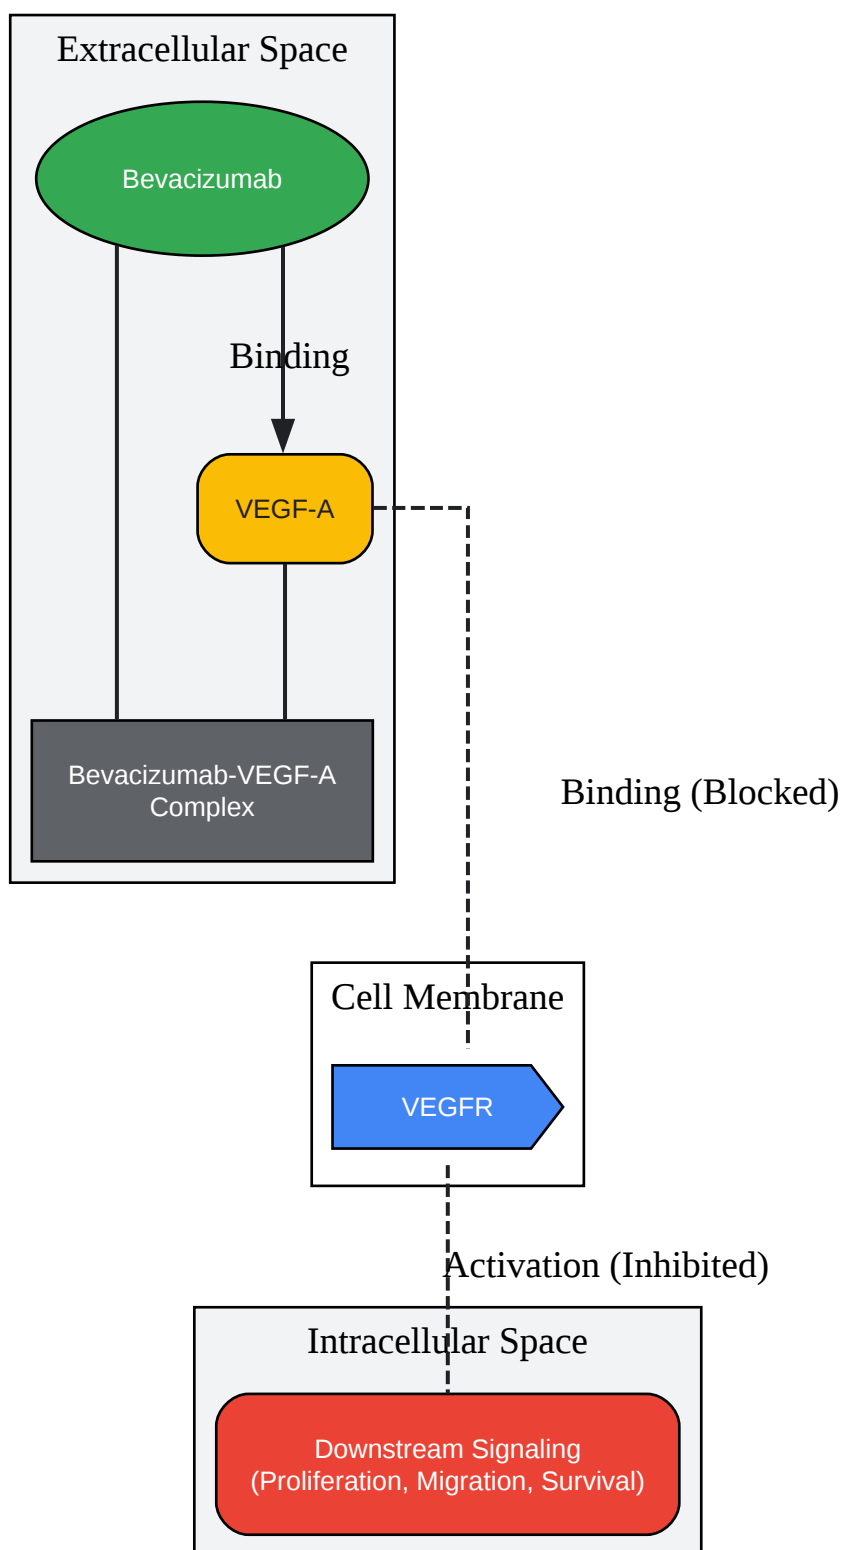 Extracellular Space
Bevacizumab
Binding
VEGF-A
Bevacizumab-VEGF-A
Complex
Binding (Blocked)
Cell Membrane
VEGFR
Activation (Inhibited)
Intracellular Space
Downstream Signaling
(Proliferation, Migration, Survival)